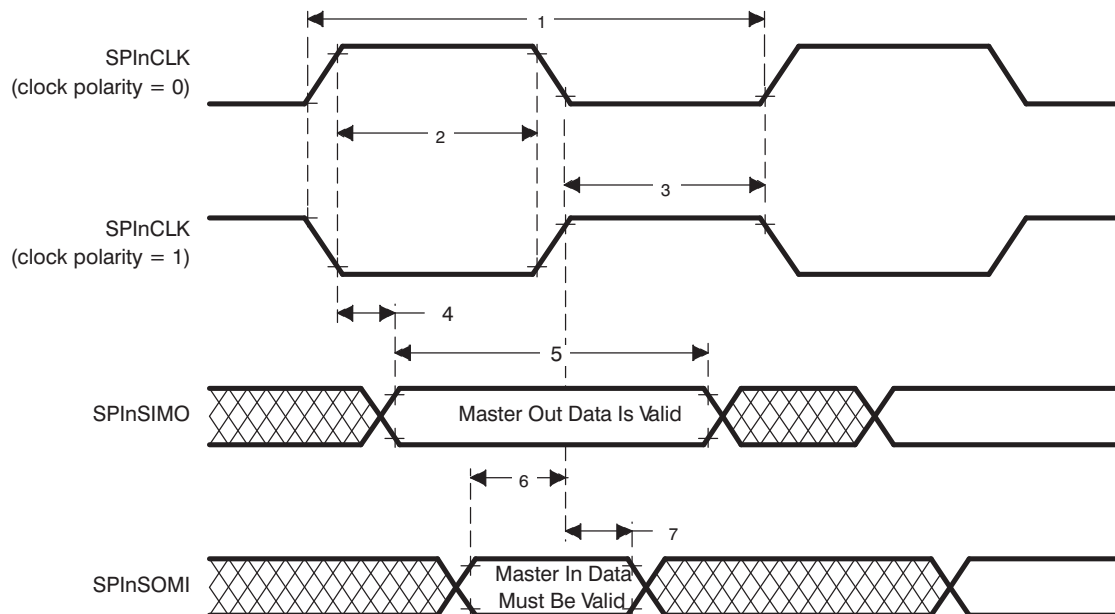 1
SPInCLK
(clock polarity = 0)
2
3
SPInCLK
(clock polarity = 1)
4
5
SPInSIMO
Master Out Data Is Valid
6
7
SPInSOMI
Master In Data
Must Be Valid